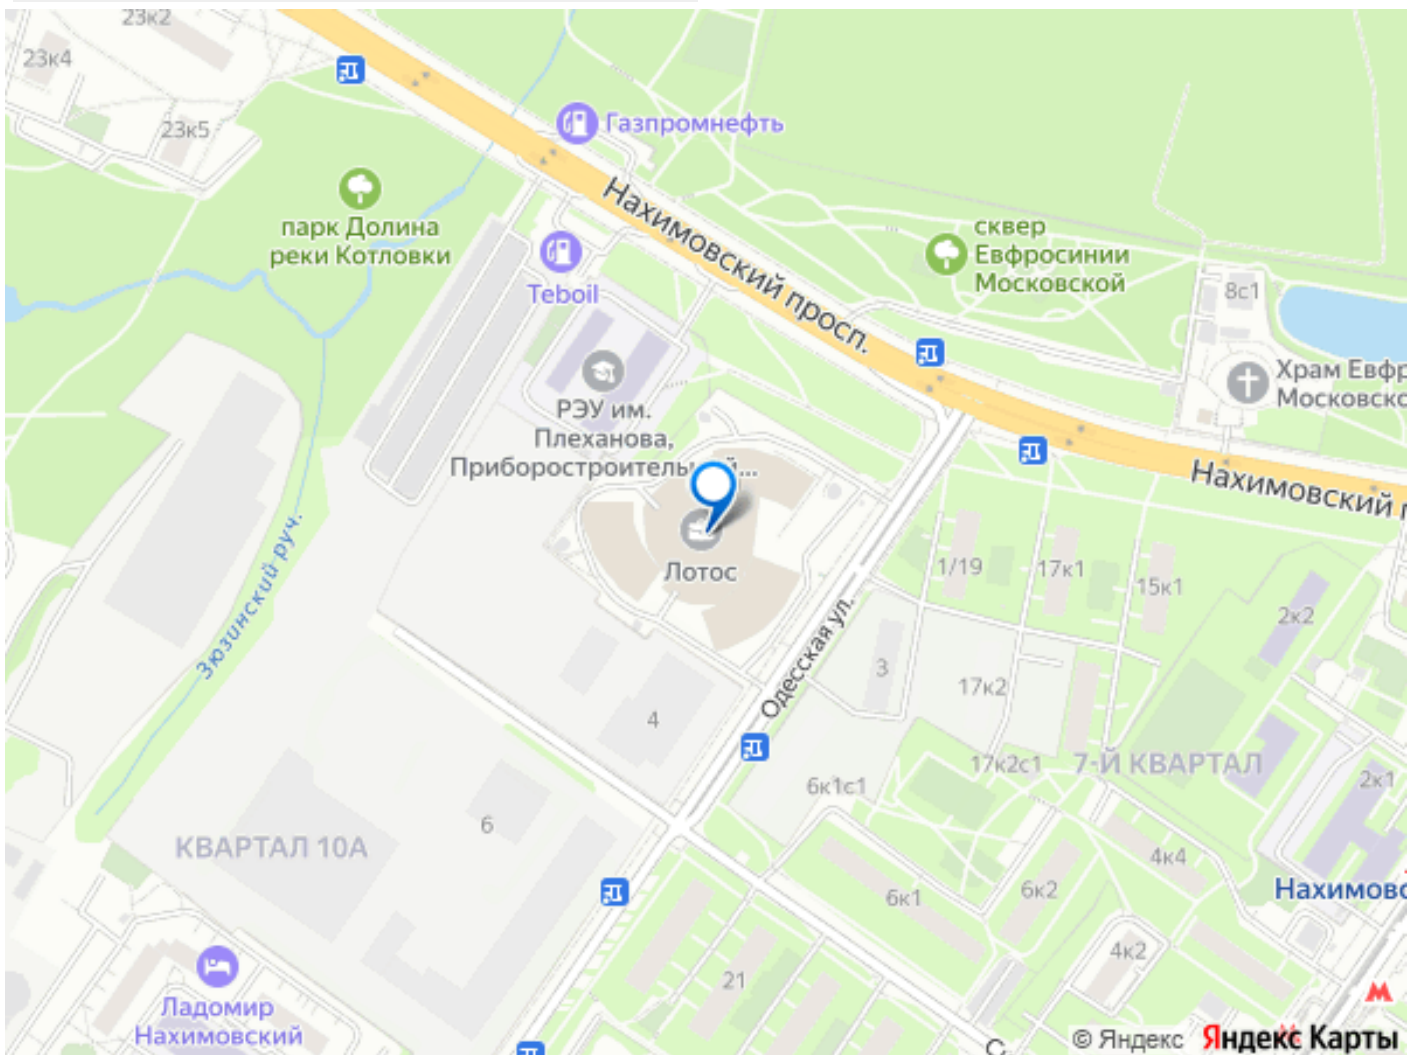 23к2
23к4
23к5
Газпромнефть
парк Долина
реки Котловки
Teboil
Нахимовский просп.
сквер
Евфросинии
Московской
8с1
Храм Евфр
Московско
РЭУ им.
Плеханова,
Приборостроительный...
Нахимовский п
Лотос
1/19
17к1
15к1
2к2
Зюзинский руч.
Одесская ул.
3
17к2
4
17к2с1
7-Й КВАРТАЛ
2к1
6к1с1
6
КВАРТАЛ 10А
4к4
6к1
6к2
Нахимовс
4к2
21
Ладомир
Нахимовский
С
© Яндекс Яндекс Карты